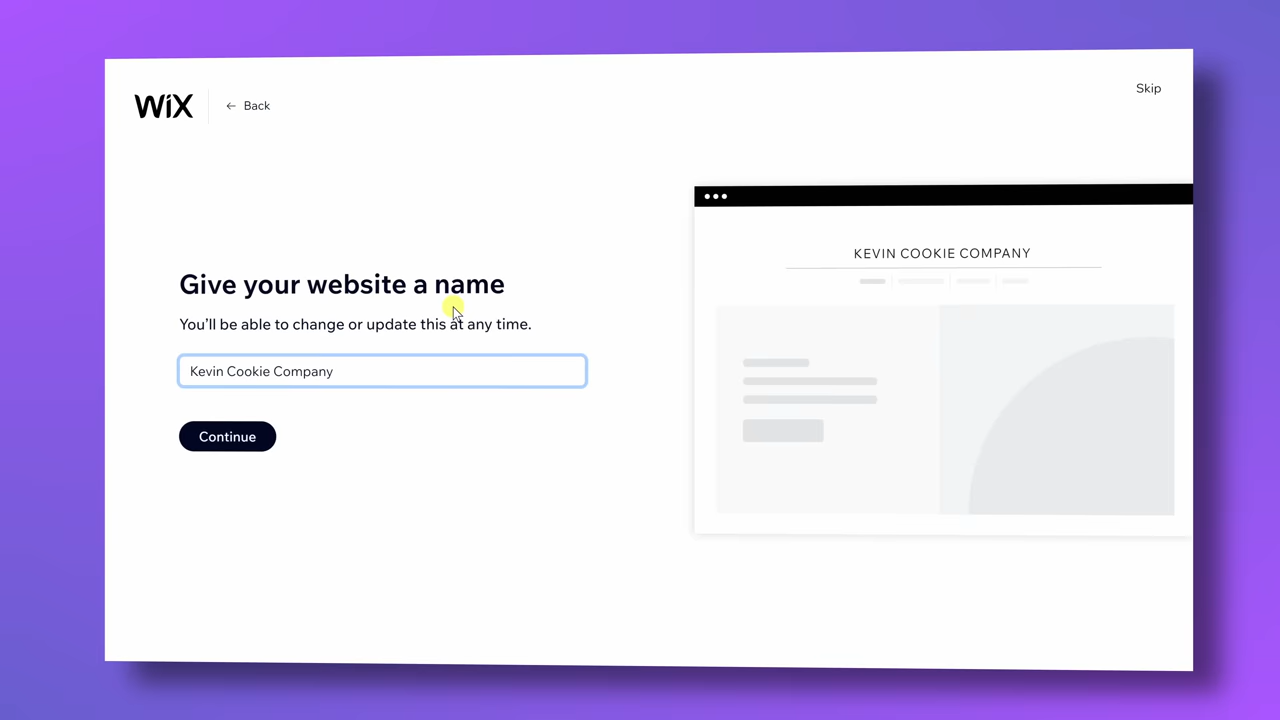 WiX
← Back
Skip
Give your website a name
You'll be able to change or update this at any time.
Kevin Cookie Company
Continue
KEVIN COOKIE COMPANY